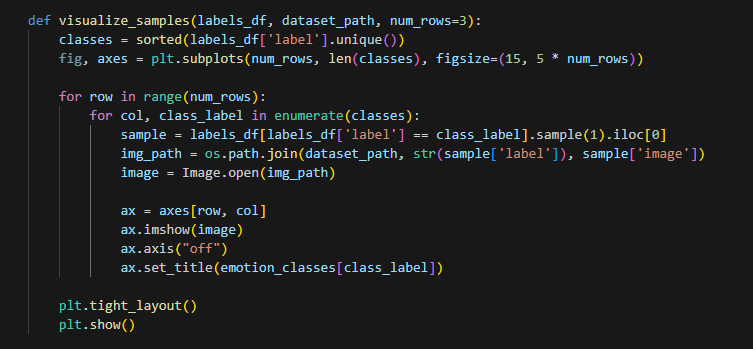 def visualize_samples(labels_df, dataset_path, num_rows=3):
    classes = sorted(labels_df['label'].unique())
    fig, axes = plt.subplots(num_rows, len(classes), figsize=(15, 5 * num_rows))

    for row in range(num_rows):
        for col, class_label in enumerate(classes):
            sample = labels_df[labels_df['label'] == class_label].sample(1).iloc[0]
            img_path = os.path.join(dataset_path, str(sample['label']), sample['image'])
            image = Image.open(img_path)

            ax = axes[row, col]
            ax.imshow(image)
            ax.axis("off")
            ax.set_title(emotion_classes[class_label])

    plt.tight_layout()
    plt.show()